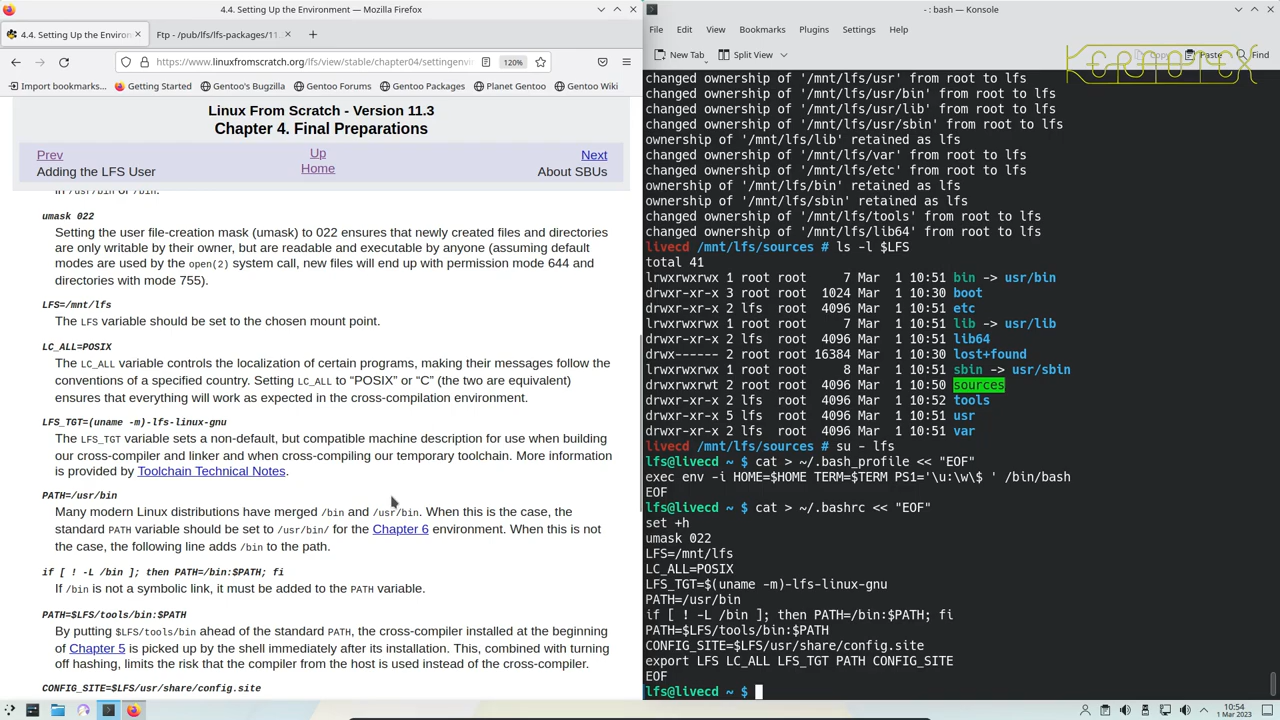 4.4. Setting Up the Environment — Mozilla Firefox
4.4. Setting Up the Environ
Ftp - /pub/lfs/lfs-packages/11.
https://www.linuxfromscratch.org/lfs/view/stable/chapter04/settingenvi
120%
Import bookmarks...
Getting Started
Gentoo's Bugzilla
Gentoo Forums
Gentoo Packages
Planet Gentoo
Gentoo Wiki
Linux From Scratch - Version 11.3
Chapter 4. Final Preparations
Prev
Up
Next
Adding the LFS User
Home
About SBUs
in /usr/bin or /bin.
umask 022
Setting the user file-creation mask (umask) to 022 ensures that newly created files and directories
are only writable by their owner, but are readable and executable by anyone (assuming default
modes are used by the open(2) system call, new files will end up with permission mode 644 and
directories with mode 755).
LFS=/mnt/lfs
The LFS variable should be set to the chosen mount point.
LC_ALL=POSIX
The LC_ALL variable controls the localization of certain programs, making their messages follow the
conventions of a specified country. Setting LC_ALL to “POSIX” or “C” (the two are equivalent)
ensures that everything will work as expected in the cross-compilation environment.
LFS_TGT=(uname -m)-lfs-linux-gnu
The LFS_TGT variable sets a non-default, but compatible machine description for use when building
our cross-compiler and linker and when cross-compiling our temporary toolchain. More information
is provided by Toolchain Technical Notes.
PATH=/usr/bin
Many modern Linux distributions have merged /bin and /usr/bin. When this is the case, the
standard PATH variable should be set to /usr/bin/ for the Chapter 6 environment. When this is not
the case, the following line adds /bin to the path.
if [ ! -L /bin ]; then PATH=/bin:$PATH; fi
If /bin is not a symbolic link, it must be added to the PATH variable.
PATH=$LFS/tools/bin:$PATH
By putting $LFS/tools/bin ahead of the standard PATH, the cross-compiler installed at the beginning
of Chapter 5 is picked up by the shell immediately after its installation. This, combined with turning
off hashing, limits the risk that the compiler from the host is used instead of the cross-compiler.
CONFIG_SITE=$LFS/usr/share/config.site
- : bash — Konsole
File Edit View Bookmarks Plugins Settings Help
New Tab
Split View
Copy
Paste
Find
changed ownership of '/mnt/lfs/usr' from root to lfs
changed ownership of '/mnt/lfs/usr/bin' from root to lfs
changed ownership of '/mnt/lfs/usr/lib' from root to lfs
changed ownership of '/mnt/lfs/usr/sbin' from root to lfs
ownership of '/mnt/lfs/lib' retained as lfs
changed ownership of '/mnt/lfs/var' from root to lfs
changed ownership of '/mnt/lfs/etc' from root to lfs
ownership of '/mnt/lfs/bin' retained as lfs
ownership of '/mnt/lfs/sbin' retained as lfs
changed ownership of '/mnt/lfs/tools' from root to lfs
changed ownership of '/mnt/lfs/lib64' from root to lfs
livecd /mnt/lfs/sources # ls -l $LFS
total 41
lrwxrwxrwx 1 root root 7 Mar 1 10:51 bin -> usr/bin
drwxr-xr-x 3 root root 1024 Mar 1 10:30 boot
drwxr-xr-x 2 lfs root 4096 Mar 1 10:51 etc
lrwxrwxrwx 1 root root 7 Mar 1 10:51 lib -> usr/lib
drwxr-xr-x 2 lfs root 4096 Mar 1 10:51 lib64
drwx------ 2 root root 16384 Mar 1 10:30 lost+found
lrwxrwxrwx 1 root root 8 Mar 1 10:51 sbin -> usr/sbin
drwxrwxrwt 2 root root 4096 Mar 1 10:50 sources
drwxr-xr-x 2 lfs root 4096 Mar 1 10:52 tools
drwxr-xr-x 5 lfs root 4096 Mar 1 10:51 usr
drwxr-xr-x 2 lfs root 4096 Mar 1 10:51 var
livecd /mnt/lfs/sources # su - lfs
lfs@livecd ~ $ cat > ~/.bash_profile << "EOF"
exec env -i HOME=$HOME TERM=$TERM PS1='\u:\w\$ ' /bin/bash
EOF
lfs@livecd ~ $ cat > ~/.bashrc << "EOF"
set +h
umask 022
LFS=/mnt/lfs
LC_ALL=POSIX
LFS_TGT=$(uname -m)-lfs-linux-gnu
PATH=/usr/bin
if [ ! -L /bin ]; then PATH=/bin:$PATH; fi
PATH=$LFS/tools/bin:$PATH
CONFIG_SITE=$LFS/usr/share/config.site
export LFS LC_ALL LFS_TGT PATH CONFIG_SITE
EOF
lfs@livecd ~ $
10:54
1 Mar 2023